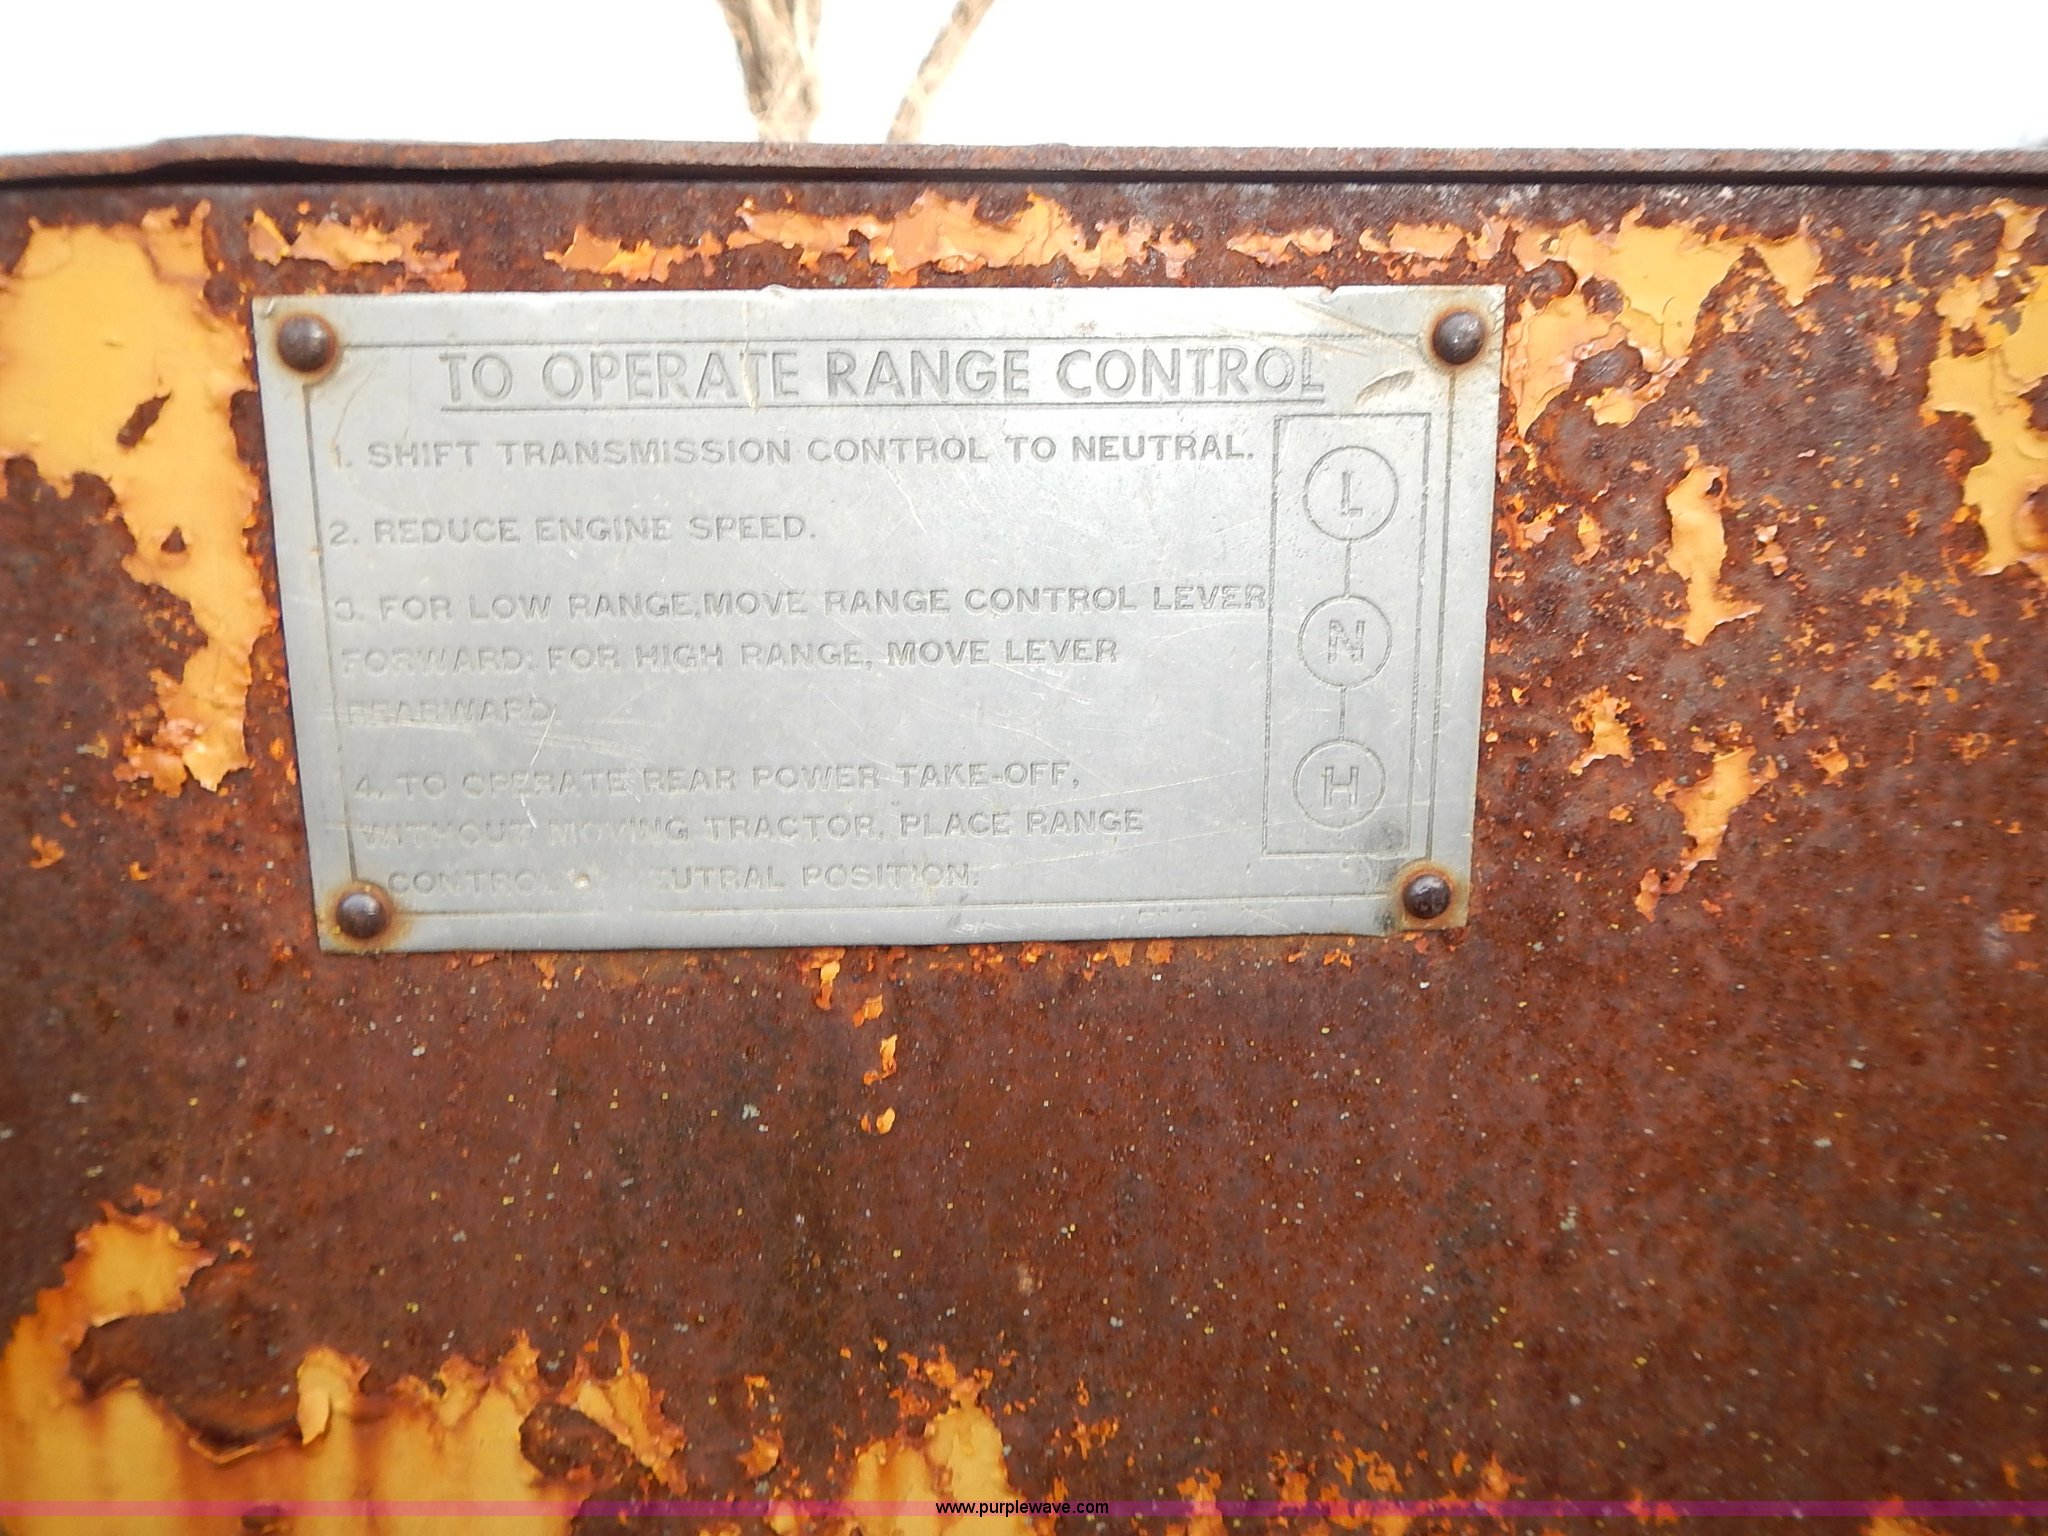 TO OPERATE RANGE CONTROL
1. SHIFT TRANSMISSION CONTROL TO NEUTRAL.
2. REDUCE ENGINE SPEED.
3. FOR LOW RANGE, MOVE RANGE CONTROL LEVER
FORWARD: FOR HIGH RANGE, MOVE LEVER
REARWARD.
4. TO OPERATE REAR POWER TAKE-OFF,
WITHOUT MOVING TRACTOR, PLACE RANGE
CONTROL NEUTRAL POSITION.
L
N
H
www.purplewave.com